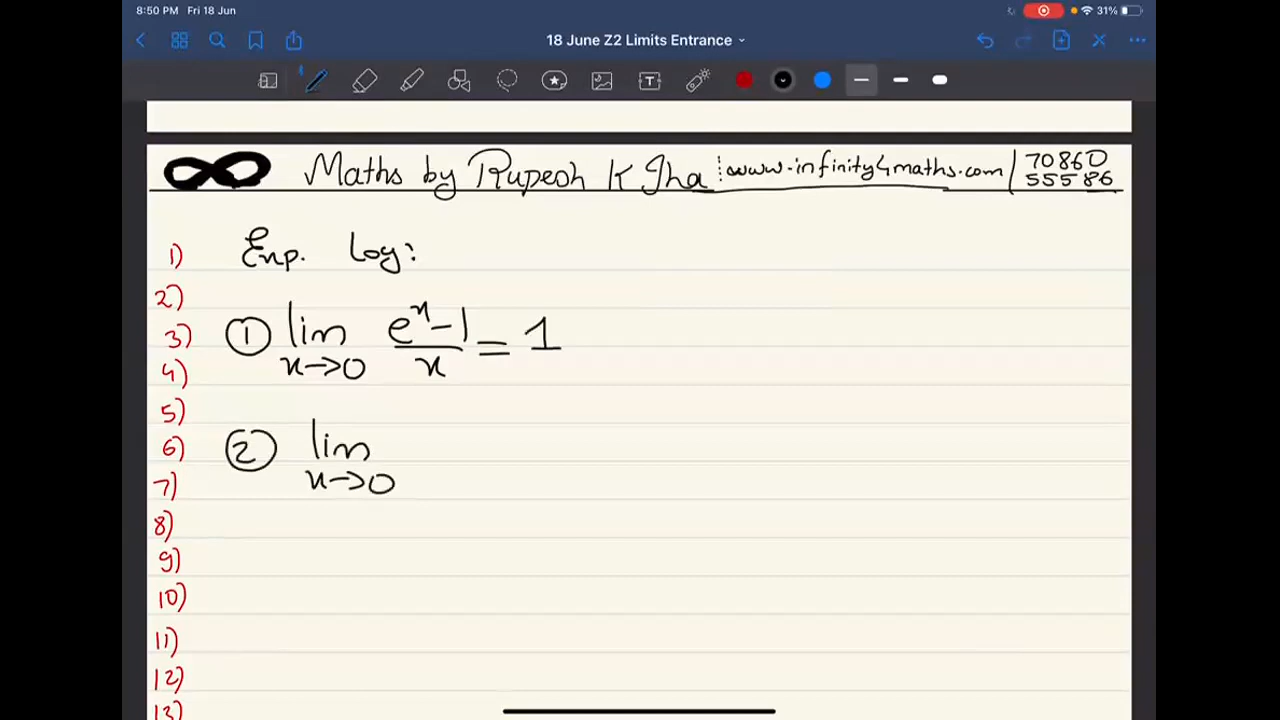 8:50 PM Fri 18 Jun
31%
18 June Z2 Limits Entrance
T
∞ Maths by Rupesh K Jha www.infinity4maths.com 70860
55586
1) Exp. Log:
2)
3) ① lim x→0 (e^x-1)/x = 1
4)
5)
6) ② lim x→0
7)
8)
9)
10)
11)
12)
13)